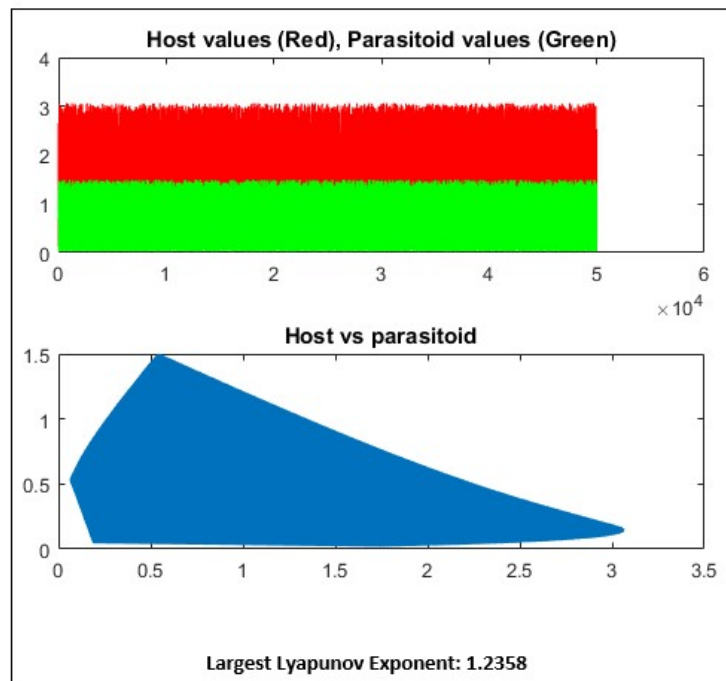 Host values (Red), Parasitoid values (Green)
4
3
2
1
0
0 1 2 3 4 5 6
×10^4
Host vs parasitoid
1.5
1
0.5
0
0 0.5 1 1.5 2 2.5 3 3.5
Largest Lyapunov Exponent: 1.2358